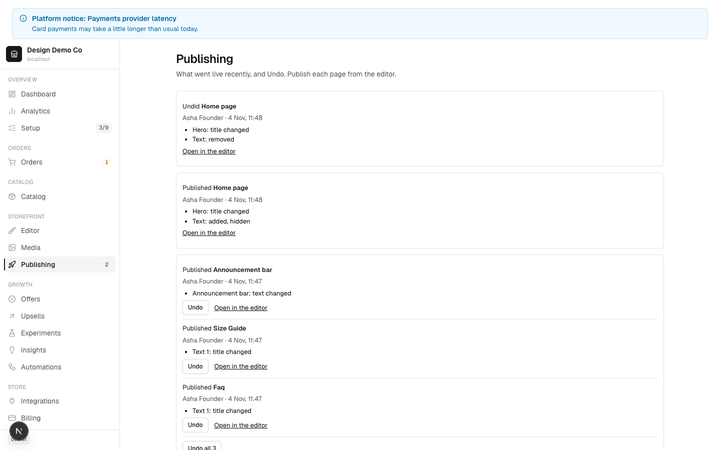 Platform notice: Payments provider latency
Card payments may take a little longer than usual today.
Design Demo Co
localhost
OVERVIEW
Dashboard
Analytics
Setup 3/9
ORDERS
Orders 1
CATALOG
Catalog
STOREFRONT
Editor
Media
Publishing 2
GROWTH
Offers
Upsells
Experiments
Insights
Automations
STORE
Integrations
Billing
N
Publishing
What went live recently, and Undo. Publish each page from the editor.
Undid Home page
Asha Founder · 4 Nov, 11:48
• Hero: title changed
• Text: removed
Open in the editor
Published Home page
Asha Founder · 4 Nov, 11:48
• Hero: title changed
• Text: added, hidden
Open in the editor
Published Announcement bar
Asha Founder · 4 Nov, 11:47
• Announcement bar: text changed
Undo Open in the editor
Published Size Guide
Asha Founder · 4 Nov, 11:47
• Text 1: title changed
Undo Open in the editor
Published Faq
Asha Founder · 4 Nov, 11:47
• Text 1: title changed
Undo Open in the editor
Undo all 3